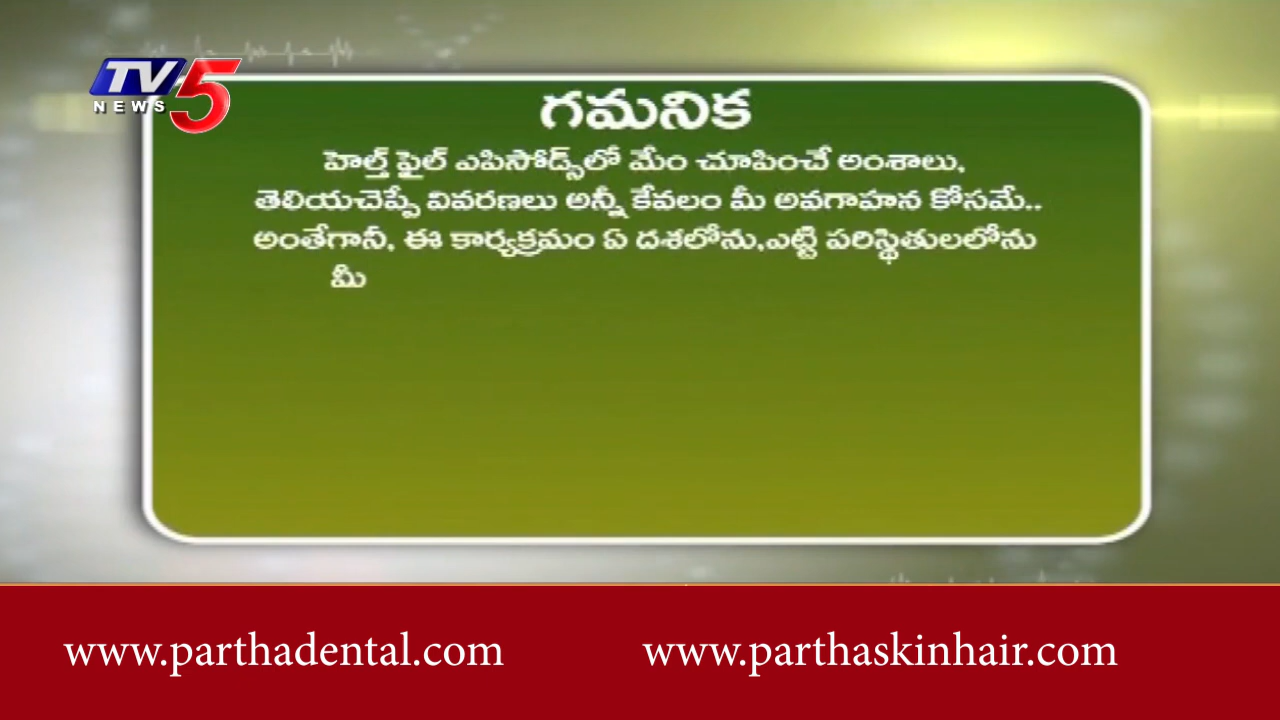 TV5
NEWS
గమనిక
హెల్త్ ఫైల్ ఎపిసోడ్స్‌లో మేం చూపించే అంశాలు,
తెలియచెప్పే వివరణలు అన్నీ కేవలం మీ అవగాహన కోసమే..
అంతేగానీ, ఈ కార్యక్రమం ఏ దశలోను,ఎట్టి పరిస్థితులలోను
మీ
www.parthadental.com
www.parthaskinhair.com